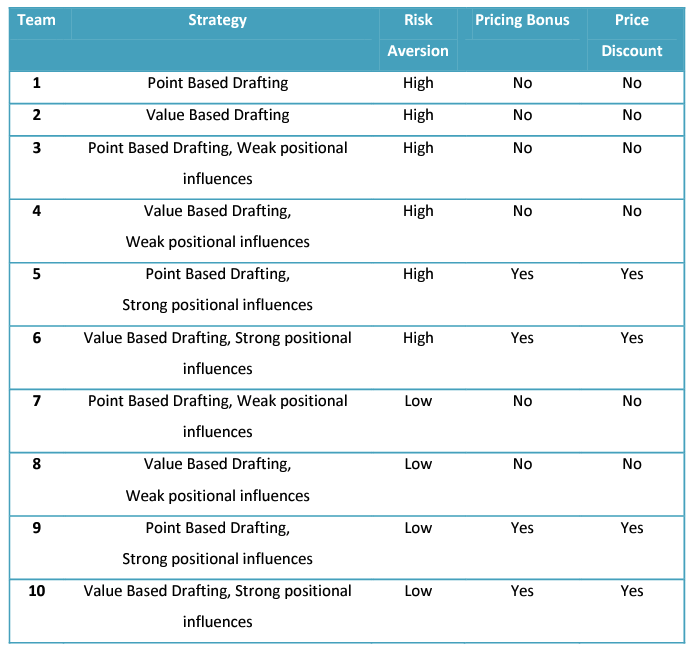 Team Strategy Risk Aversion Pricing Bonus Price Discount
1 Point Based Drafting High No No
2 Value Based Drafting High No No
3 Point Based Drafting, Weak positional High No No
influences
4 Value Based Drafting, High No No
Weak positional influences
5 Point Based Drafting, High Yes Yes
Strong positional influences
6 Value Based Drafting, Strong positional High Yes Yes
influences
7 Point Based Drafting, Weak positional Low No No
influences
8 Value Based Drafting, Low No No
Weak positional influences
9 Point Based Drafting, Low Yes Yes
Strong positional influences
10 Value Based Drafting, Strong positional Low Yes Yes
influences